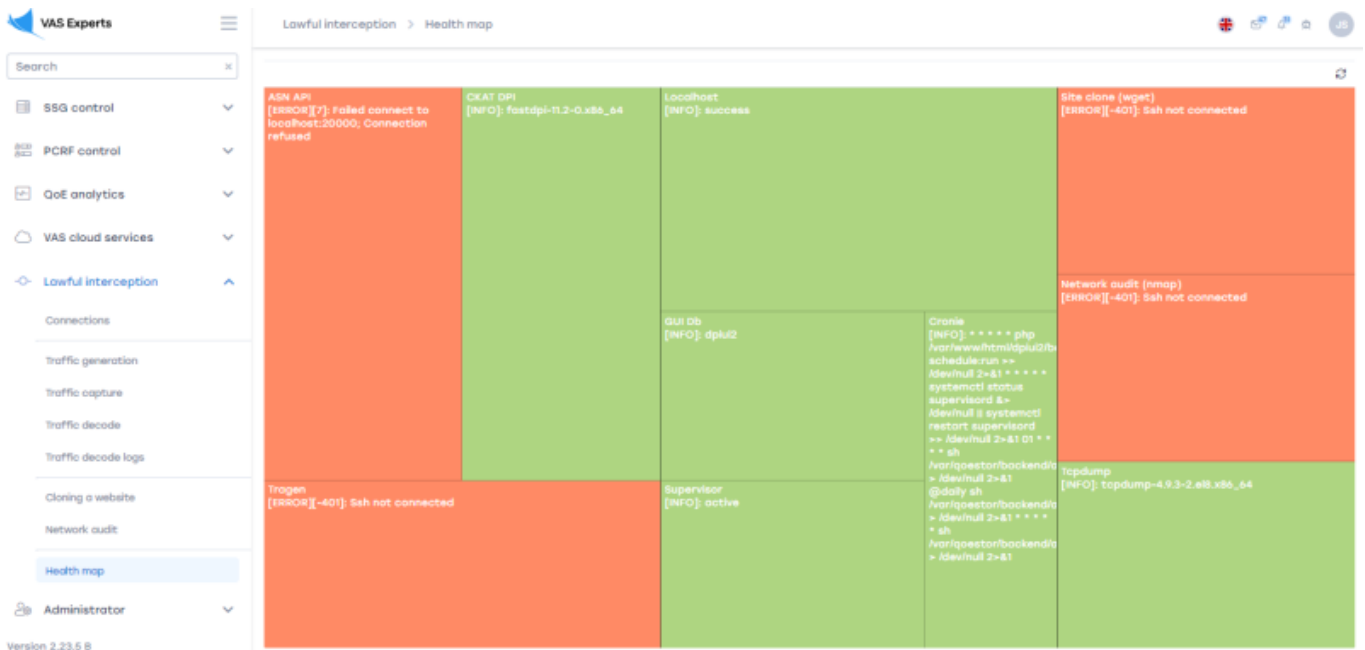 VAS Experts
Lawful interception > Health map
JS
Search
SSG control
PCRF control
QoE analytics
VAS cloud services
Lawful interception
Connections
Traffic generation
Traffic capture
Traffic decode
Traffic decode logs
Cloning a website
Network audit
Health map
Administrator
Version 2.23.5 B
ASN API
[ERROR][7]: Failed connect to
localhost:20000; Connection
refused
CKAT DPI
[INFO]: fastdpi-11.2-0.x86_64
Localhost
[INFO]: success
Site clone (wget)
[ERROR][-401]: Ssh not connected
Network audit (nmap)
[ERROR][-401]: Ssh not connected
GUI Db
[INFO]: dpiui2
Cronie
[INFO]: * * * * * php
/var/www/html/dpiui2/b
schedule:run >>
/dev/null 2>&1 * * * * *
systemctl status
supervisord &>
/dev/null || systemctl
restart supervisord
>> /dev/null 2>&1 01 * *
* * sh
/var/qoestor/backend/
> /dev/null 2>&1
@daily sh
/var/qoestor/backend/
> /dev/null 2>&1 * * * *
* sh
/var/qoestor/backend/
> /dev/null 2>&1
Tragen
[ERROR][-401]: Ssh not connected
Supervisor
[INFO]: active
Tcpdump
[INFO]: tcpdump-4.9.3-2.el8.x86_64